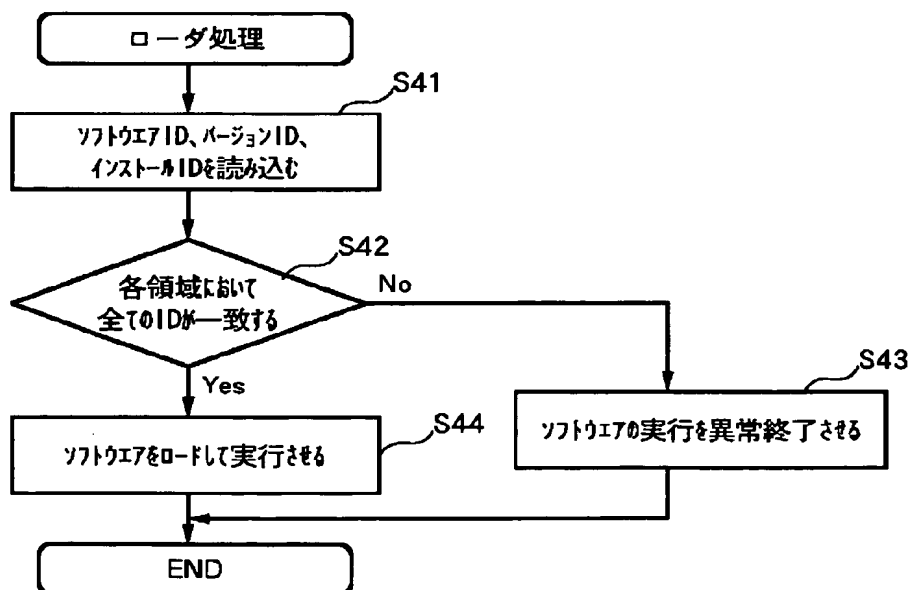 ローダ処理
S41
ソフトウエアID、バージョンID、
インストールIDを読み込む
S42
各領域において
全てのIDが一致する
No
Yes
S43
ソフトウエアの実行を異常終了させる
S44
ソフトウエアをロードして実行させる
END